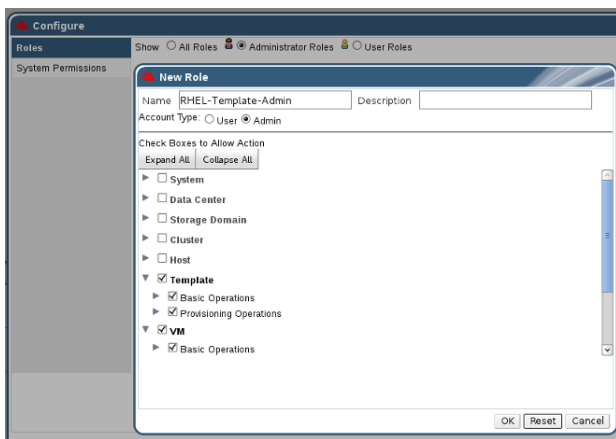 Configure
Roles
System Permissions
Show All Roles Administrator Roles User Roles
New Role
Name RHEL-Template-Admin Description
Account Type: User Admin
Check Boxes to Allow Action
Expand All Collapse All
System
Data Center
Storage Domain
Cluster
Host
Template
Basic Operations
Provisioning Operations
VM
Basic Operations
OK Reset Cancel